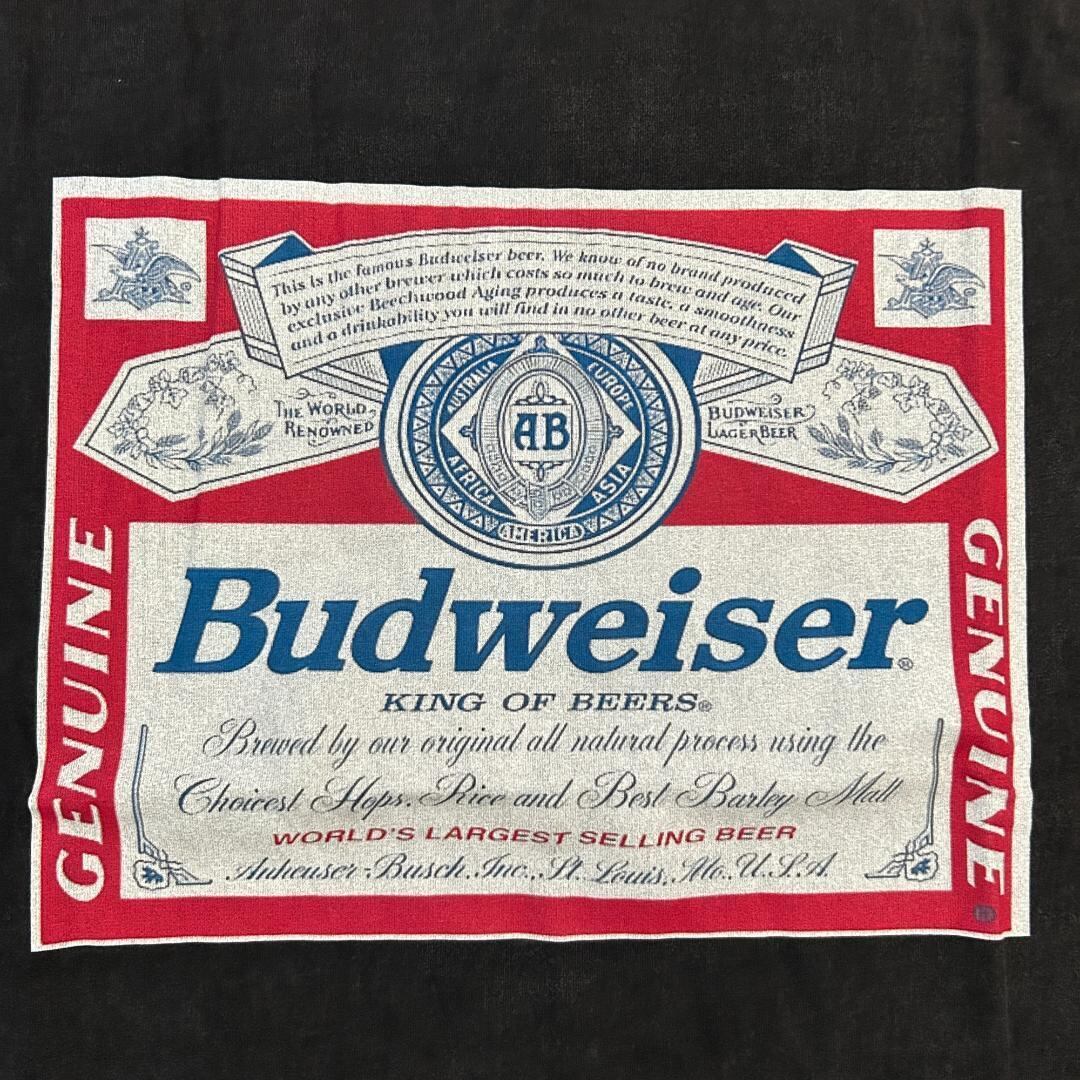 This is the famous Budweiser beer. We know of no brand produced
by any other brewer which costs so much to brew and age. Our
exclusive Beechwood Aging produces a taste, a smoothness
and a drinkability you will find in no other beer at any price.
THE WORLD
RENOWNED
BUDWEISER
LAGER BEER
AUSTRALIA
EUROPE
AB
AFRICA
ASIA
AMERICA
GENUINE
GENUINE
Budweiser®
KING OF BEERS®
Brewed by our original all natural process using the
Choicest Hops, Rice and Best Barley Malt
WORLD'S LARGEST SELLING BEER
Anheuser-Busch, Inc., St. Louis, Mo., U.S.A.